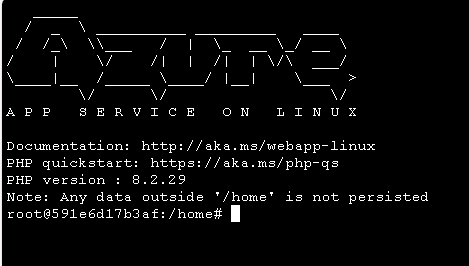 Azure
A P P   S E R V I C E   O N   L I N U X
Documentation: http://aka.ms/webapp-linux
PHP quickstart: https://aka.ms/php-qs
PHP version : 8.2.29
Note: Any data outside '/home' is not persisted
root@591e6d17b3af:/home#